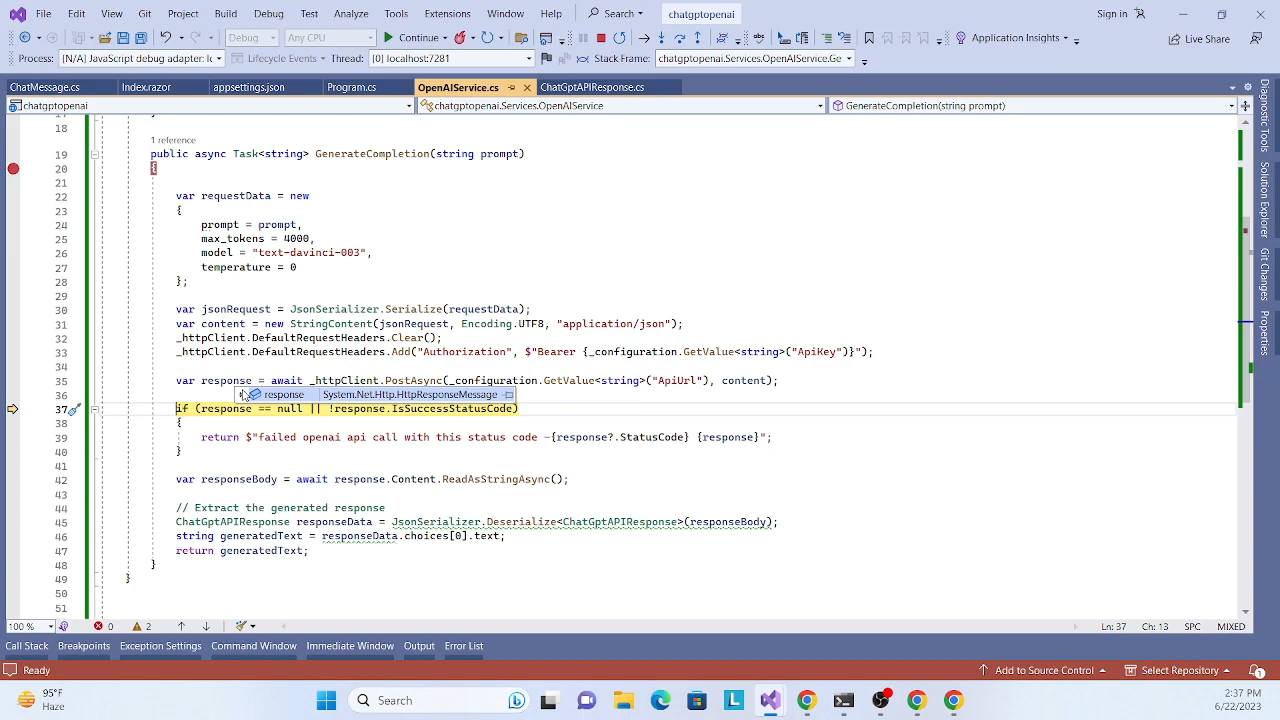 File Edit View Git Project Build Debug Test Analyze Tools Extensions Window Help Search chatgptopenai Sign in
Debug Any CPU Continue Application Insights Live Share
Process: [N/A] JavaScript debug adapter: lo Lifecycle Events Thread: [0] localhost:7281 Stack Frame: chatgptopenai.Services.OpenAIService.Ge
ChatMessage.cs Index.razor appsettings.json Program.cs OpenAIService.cs ChatGptAPIResponse.cs
chatgptopenai chatgptopenai.Services.OpenAIService GenerateCompletion(string prompt)
17 }
18
1 reference
19 public async Task<string> GenerateCompletion(string prompt)
20 {
21
22 var requestData = new
23 {
24 prompt = prompt,
25 max_tokens = 4000,
26 model = "text-davinci-003",
27 temperature = 0
28 };
29
30 var jsonRequest = JsonSerializer.Serialize(requestData);
31 var content = new StringContent(jsonRequest, Encoding.UTF8, "application/json");
32 _httpClient.DefaultRequestHeaders.Clear();
33 _httpClient.DefaultRequestHeaders.Add("Authorization", $"Bearer {_configuration.GetValue<string>("ApiKey")}");
34
35 var response = await _httpClient.PostAsync(_configuration.GetValue<string>("ApiUrl"), content);
36 response System.Net.Http.HttpResponseMessage
37 if (response == null || !response.IsSuccessStatusCode)
38 {
39 return $"failed openai api call with this status code -{response?.StatusCode} {response}";
40 }
41
42 var responseBody = await response.Content.ReadAsStringAsync();
43
44 // Extract the generated response
45 ChatGptAPIResponse responseData = JsonSerializer.Deserialize<ChatGptAPIResponse>(responseBody);
46 string generatedText = responseData.choices[0].text;
47 return generatedText;
48 }
49 }
50
51
Diagnostic Tools
Solution Explorer
Git Changes
Properties
100 % 0 2 Ln: 37 Ch: 13 SPC MIXED
Call Stack Breakpoints Exception Settings Command Window Immediate Window Output Error List
Ready Add to Source Control Select Repository 1
95°F
Haze
Search
2:37 PM
6/22/2023